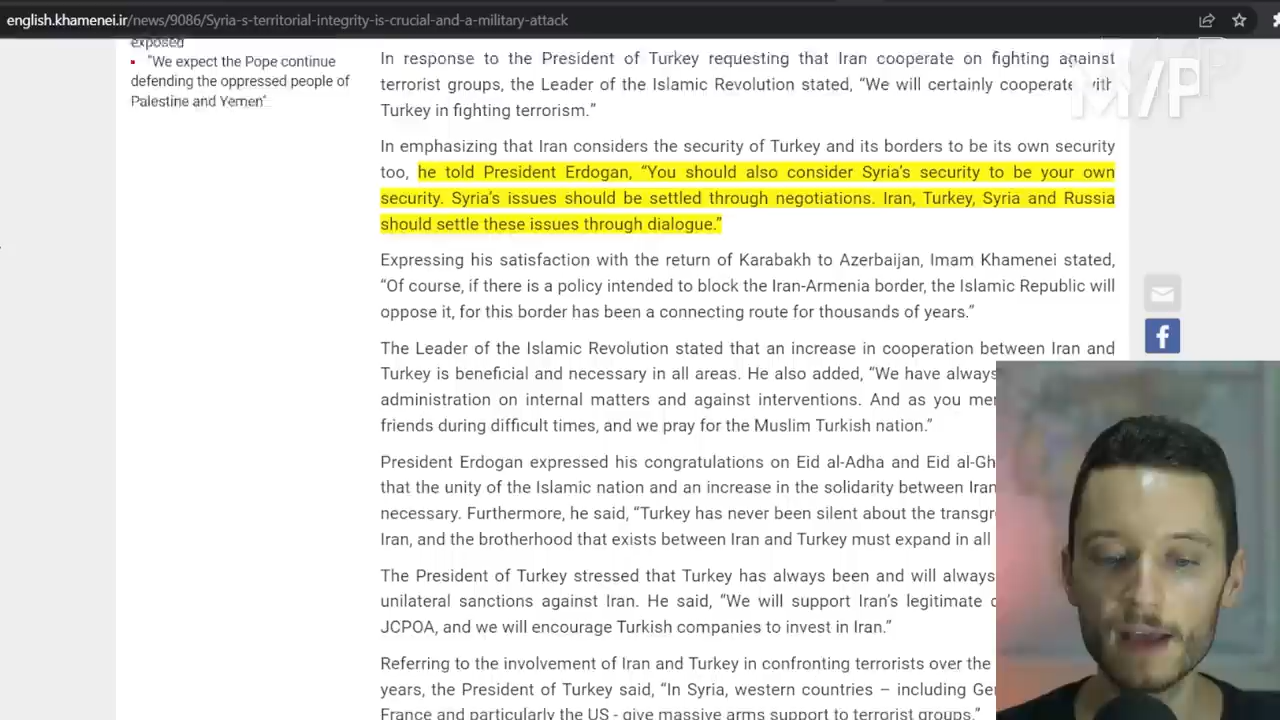 english.khamenei.ir/news/9086/Syria-s-territorial-integrity-is-crucial-and-a-military-attack
exposed
"We expect the Pope continue
defending the oppressed people of
Palestine and Yemen"
In response to the President of Turkey requesting that Iran cooperate on fighting against
terrorist groups, the Leader of the Islamic Revolution stated, “We will certainly cooperate with
Turkey in fighting terrorism.”
In emphasizing that Iran considers the security of Turkey and its borders to be its own security
too, he told President Erdogan, “You should also consider Syria’s security to be your own
security. Syria’s issues should be settled through negotiations. Iran, Turkey, Syria and Russia
should settle these issues through dialogue.”
Expressing his satisfaction with the return of Karabakh to Azerbaijan, Imam Khamenei stated,
“Of course, if there is a policy intended to block the Iran-Armenia border, the Islamic Republic will
oppose it, for this border has been a connecting route for thousands of years.”
The Leader of the Islamic Revolution stated that an increase in cooperation between Iran and
Turkey is beneficial and necessary in all areas. He also added, “We have always
administration on internal matters and against interventions. And as you
friends during difficult times, and we pray for the Muslim Turkish nation.”
President Erdogan expressed his congratulations on Eid al-Adha and Eid
that the unity of the Islamic nation and an increase in the solidarity between Iran
necessary. Furthermore, he said, “Turkey has never been silent about the
Iran, and the brotherhood that exists between Iran and Turkey must expand in all
The President of Turkey stressed that Turkey has always been and will always
unilateral sanctions against Iran. He said, “We will support Iran’s legitimate
JCPOA, and we will encourage Turkish companies to invest in Iran.”
Referring to the involvement of Iran and Turkey in confronting terrorists over the
years, the President of Turkey said, “In Syria, western countries – including
France and particularly the US - give massive arms support to terrorist groups.”
M/P
f